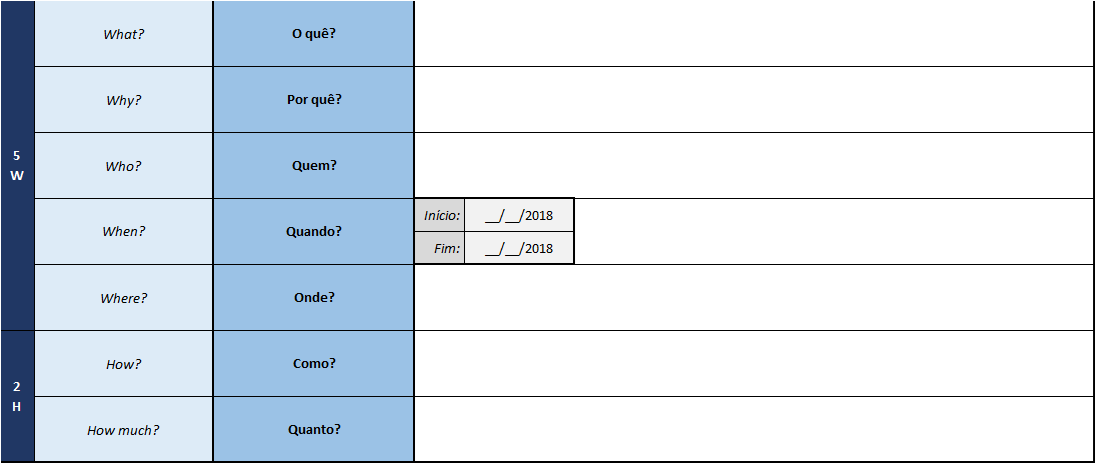 What?
O quê?
Why?
Por quê?
5
W
Who?
Quem?
When?
Quando?
Início:
__/__/2018
Fim:
__/__/2018
Where?
Onde?
2
H
How?
Como?
How much?
Quanto?